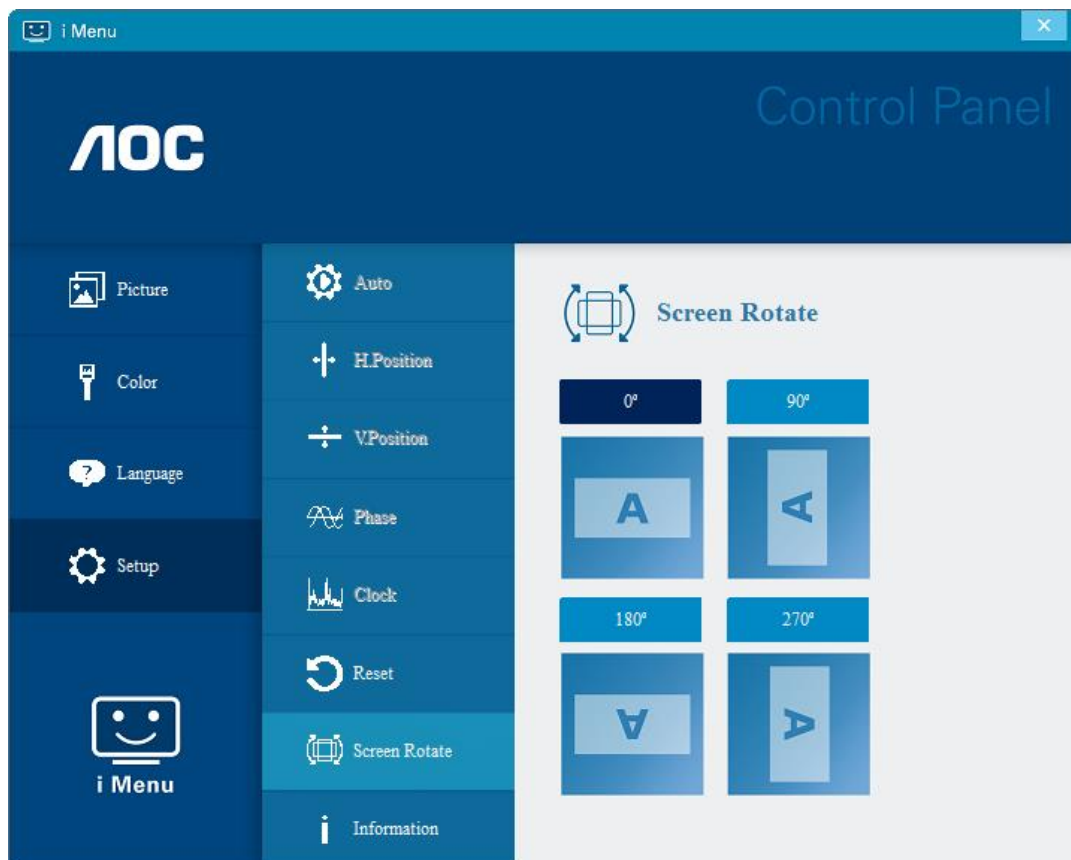 i Menu
Control Panel
AOC
Picture
Color
Language
Setup
i Menu
Auto
H.Position
V.Position
Phase
Clock
Reset
Screen Rotate
i Information
Screen Rotate
0°
90°
A
A
180°
270°
A
A